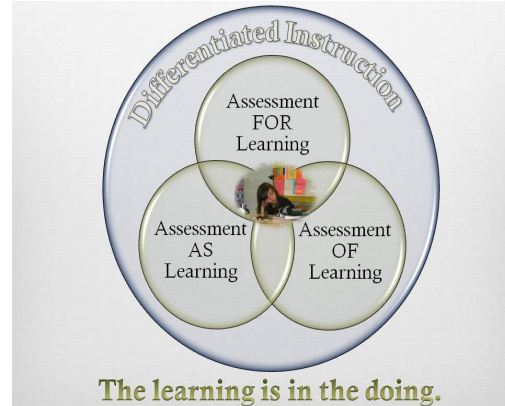 Differentiated Instruction
Assessment
FOR
Learning
Assessment
AS
Learning
Assessment
OF
Learning
The learning is in the doing.